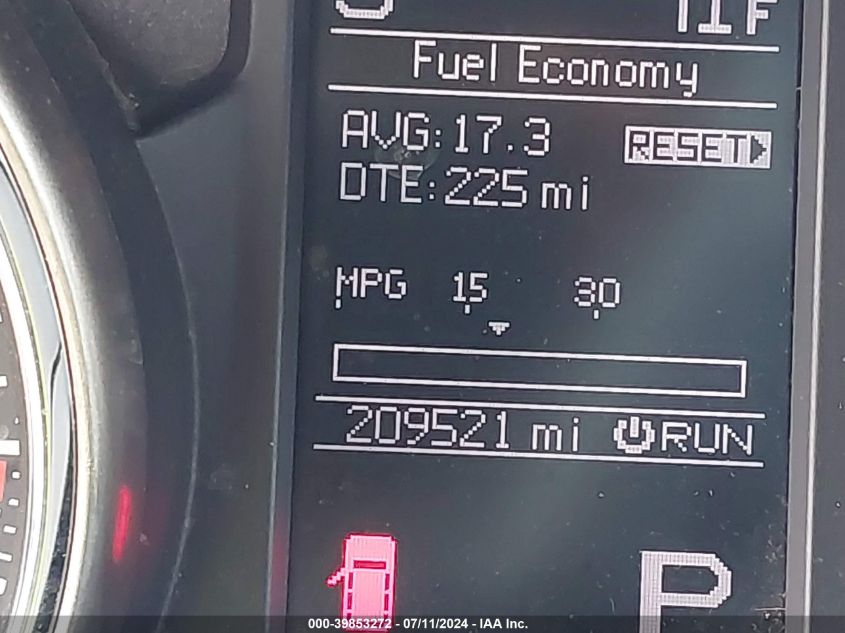 Fuel Economy
AVG:17.3 RESET
DTE:225 mi
MPG 15 30
209521 mi RUN
P
000-39853272 - 07/11/2024 - IAA Inc.